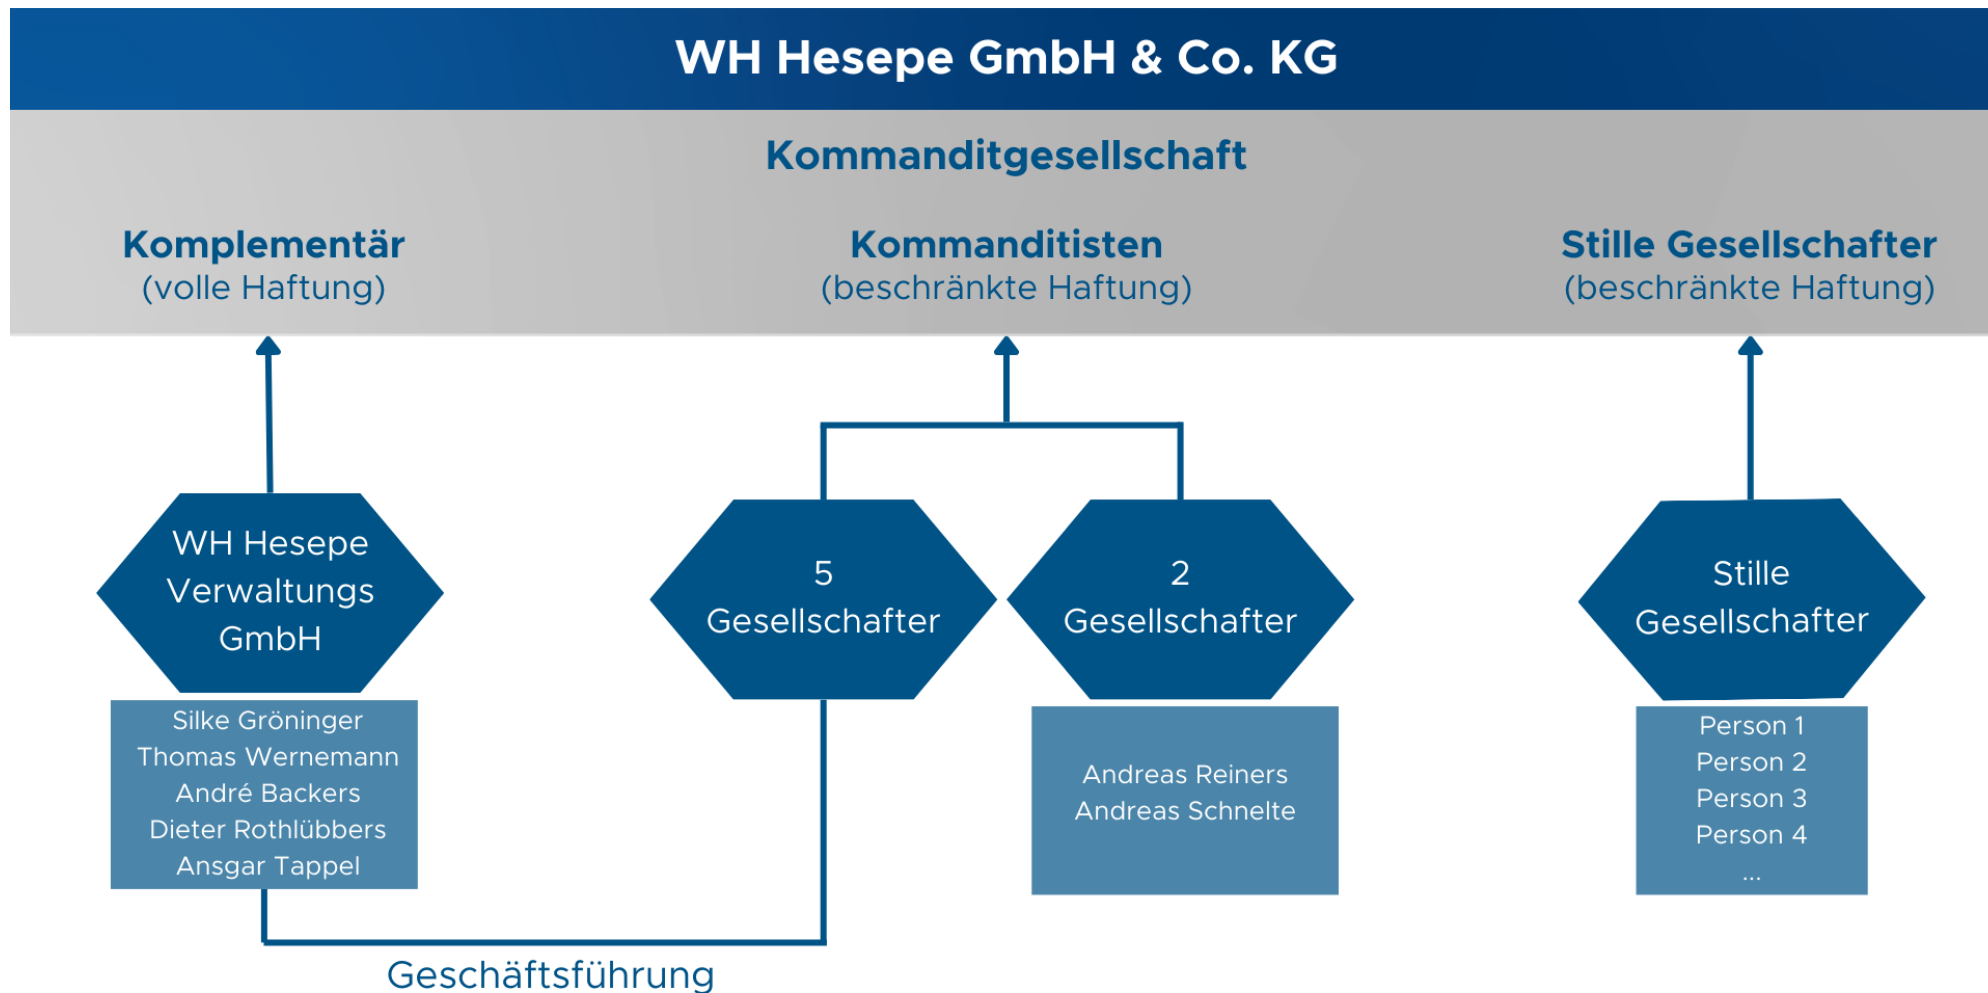 WH Hesepe GmbH & Co. KG
Kommanditgesellschaft
Komplementär
(volle Haftung)
Kommanditisten
(beschränkte Haftung)
Stille Gesellschafter
(beschränkte Haftung)
WH Hesepe
Verwaltungs
GmbH
Silke Gröninger
Thomas Wernemann
André Backers
Dieter Rothlübbers
Ansgar Tappel
5
Gesellschafter
2
Gesellschafter
Andreas Reiners
Andreas Schnelte
Stille
Gesellschafter
Person 1
Person 2
Person 3
Person 4
...
Geschäftsführung